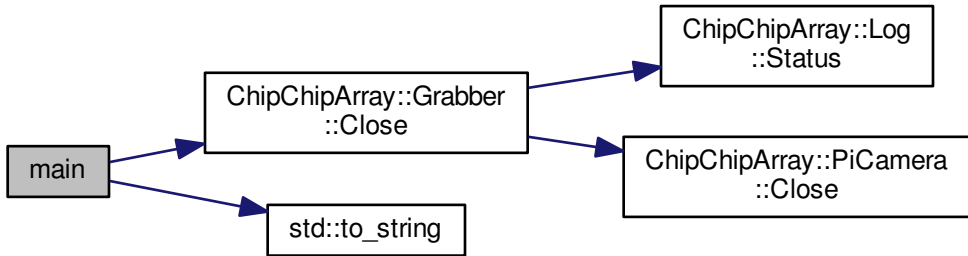 main
ChipChipArray::Grabber
::Close
std::to_string
ChipChipArray::Log
::Status
ChipChipArray::PiCamera
::Close